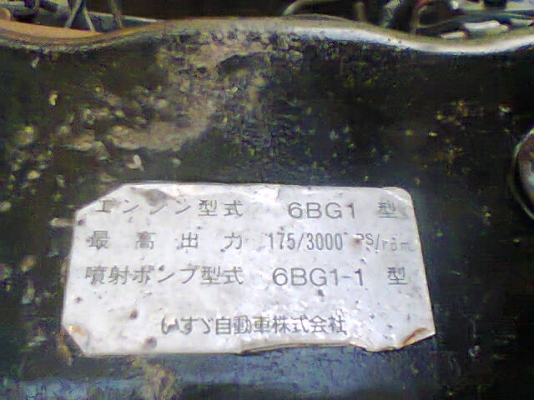 エンジン型式 6BG1 型
最高出力 175/3000 PS/rpm
噴射ポンプ型式 6BG1-1 型
いすゞ自動車株式会社